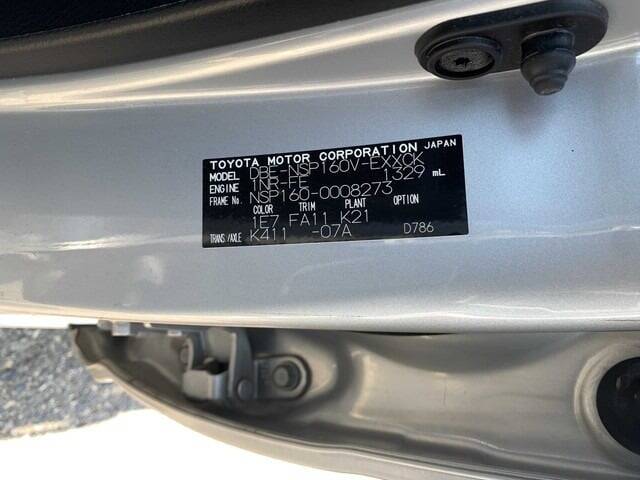 TOYOTA MOTOR CORPORATION JAPAN
MODEL DBE-NSP160V-EXXCK
ENGINE 1NR-FE 1329 mL
FRAME No. NSP160-0008273
COLOR TRIM PLANT OPTION
1E7 FA11 K21
TRANS/AXLE K411 -07A D786